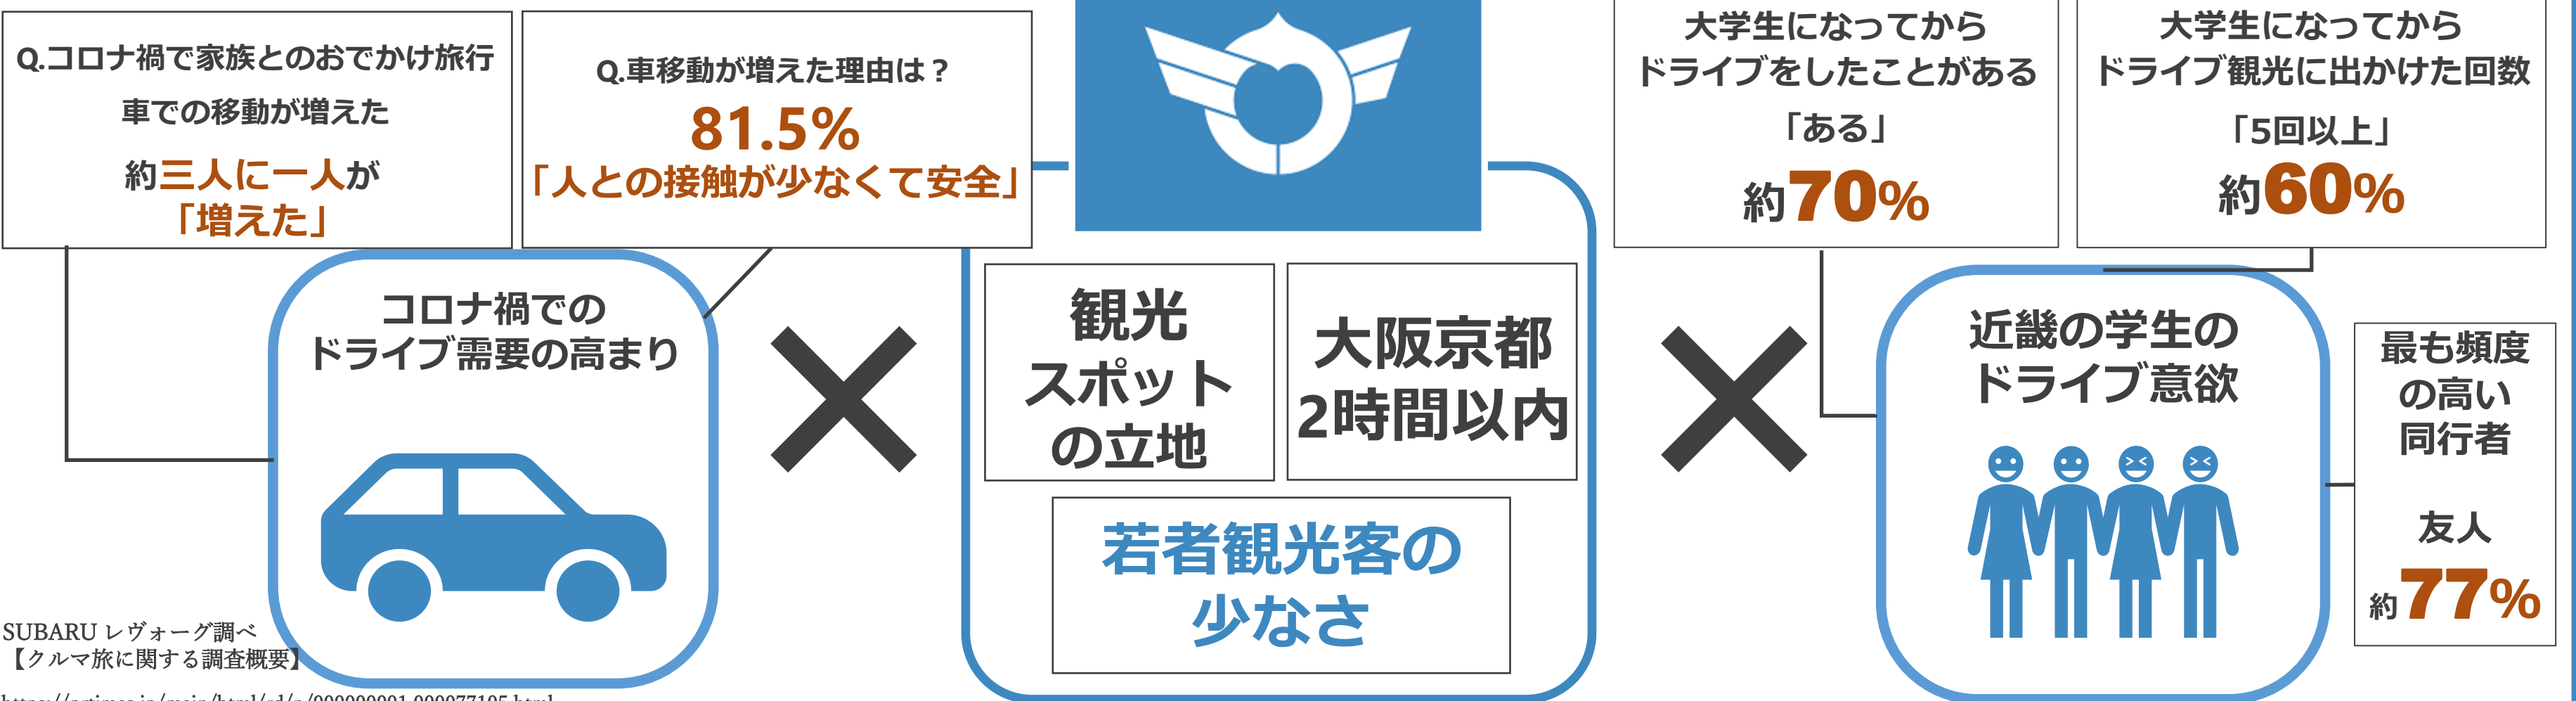 Q.コロナ禍で家族とのおでかけ旅行
車での移動が増えた
約三人に一人が
「増えた」
Q.車移動が増えた理由は？
81.5%
「人との接触が少なくて安全」
大学生になってから
ドライブをしたことがある
「ある」
約70%
大学生になってから
ドライブ観光に出かけた回数
「5回以上」
約60%
コロナ禍での
ドライブ需要の高まり
観光
スポット
の立地
大阪京都
2時間以内
若者観光客の
少なさ
近畿の学生の
ドライブ意欲
最も頻度
の高い
同行者
友人
約77%
SUBARU レヴォーグ調べ
【クルマ旅に関する調査概要】
https://prtimes.jp/main/html/rd/p/000000001.000077105.html